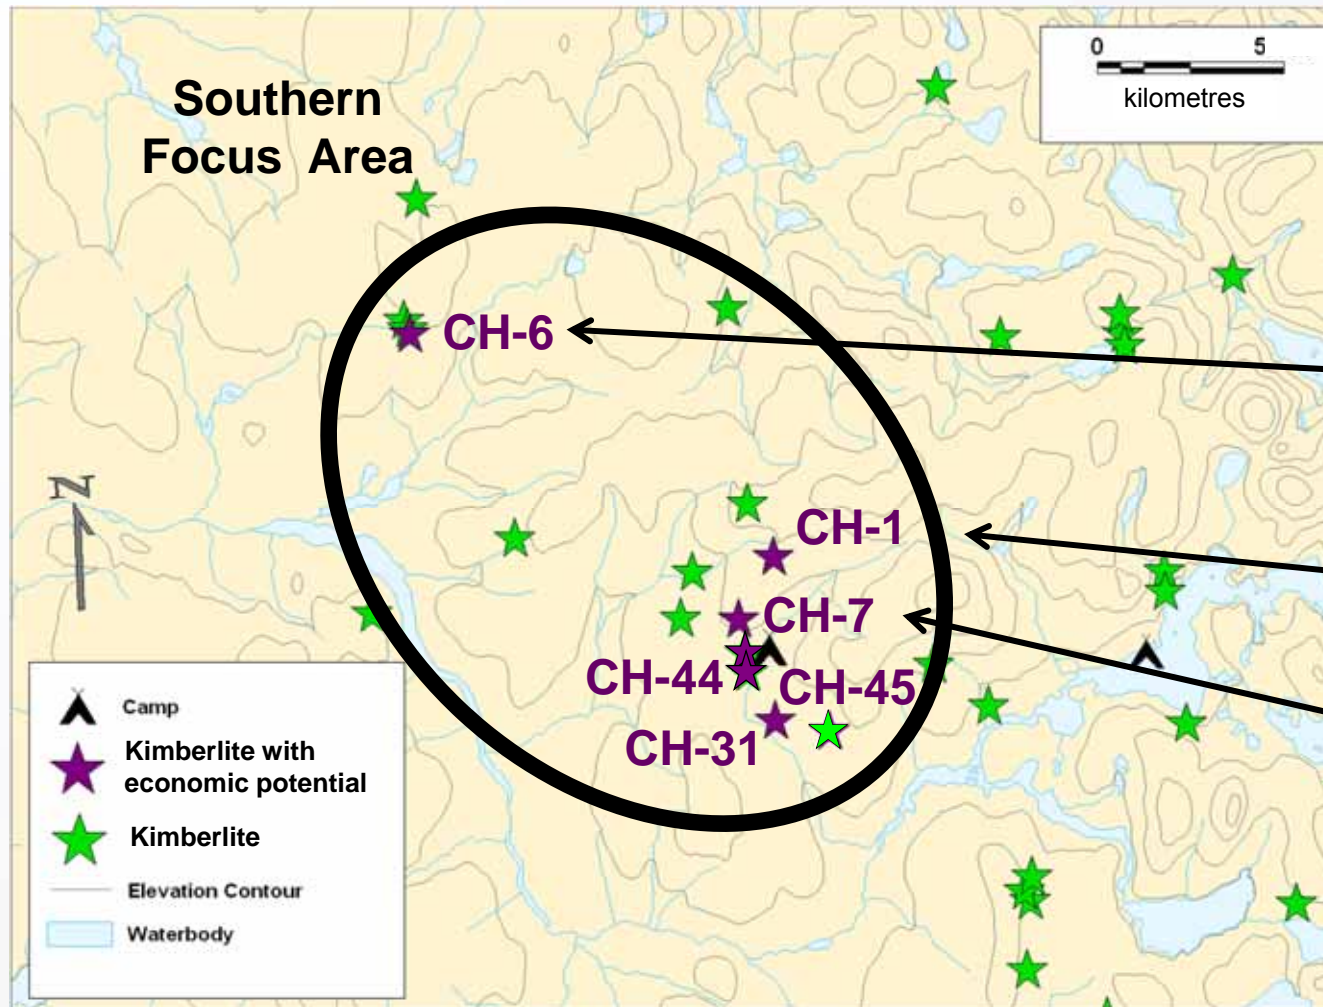 Southern
Focus Area
0 5
kilometres
CH-6
N
CH-1
CH-7
CH-44
CH-45
CH-31
Camp
Kimberlite with
economic potential
Kimberlite
Elevation Contour
Waterbody